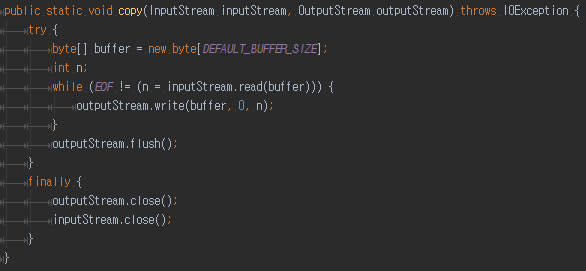 public static void copy(InputStream inputStream, OutputStream outputStream) throws IOException {
try {
byte[] buffer = new byte[DEFAULT_BUFFER_SIZE];
int n;
while (EOF != (n = inputStream.read(buffer))) {
outputStream.write(buffer, 0, n);
}
outputStream.flush();
}
finally {
outputStream.close();
inputStream.close();
}
}